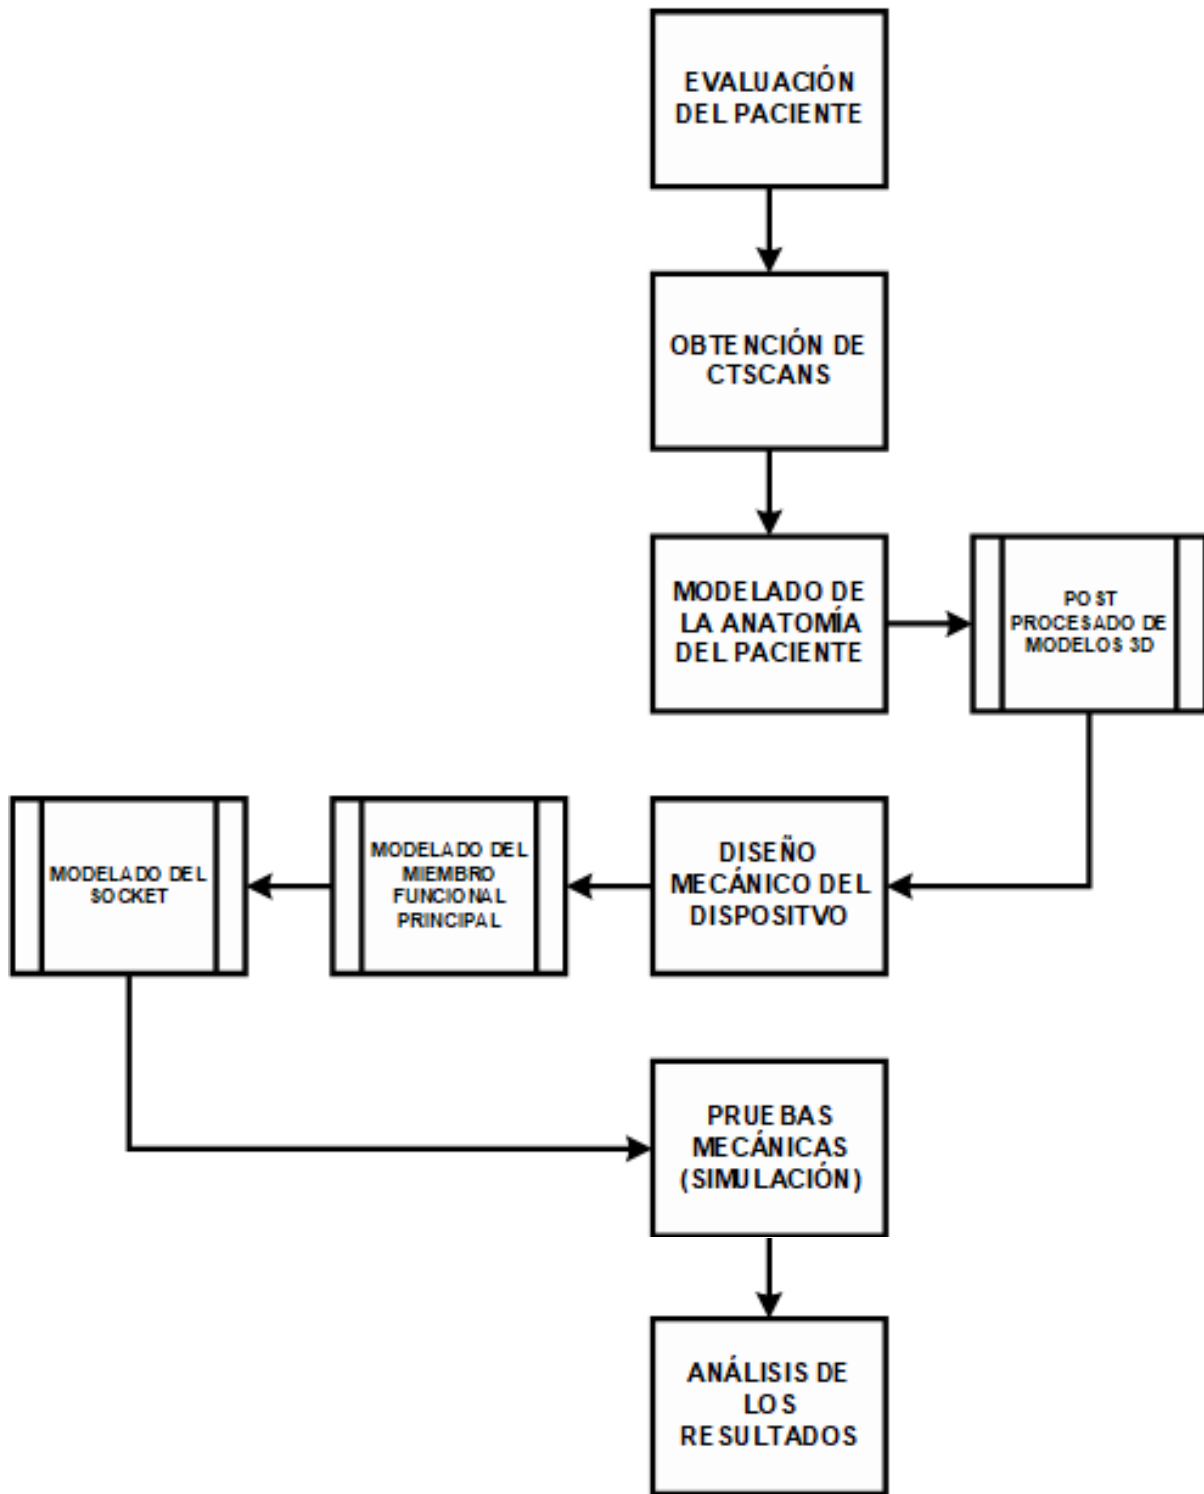 EVALUACIÓN
DEL PACIENTE
OBTENCIÓN DE
CTSCANS
MODELADO DE
LA ANATOMÍA
DEL PACIENTE
POST
PROCESADO DE
MODELOS 3D
DISEÑO
MECÁNICO DEL
DISPOSITVO
MODELADO DEL
MIEMBRO
FUNCIONAL
PRINCIPAL
MODELADO DEL
SOCKET
PRUEBAS
MECÁNICAS
(SIMULACIÓN)
ANÁLISIS DE
LOS
RESULTADOS